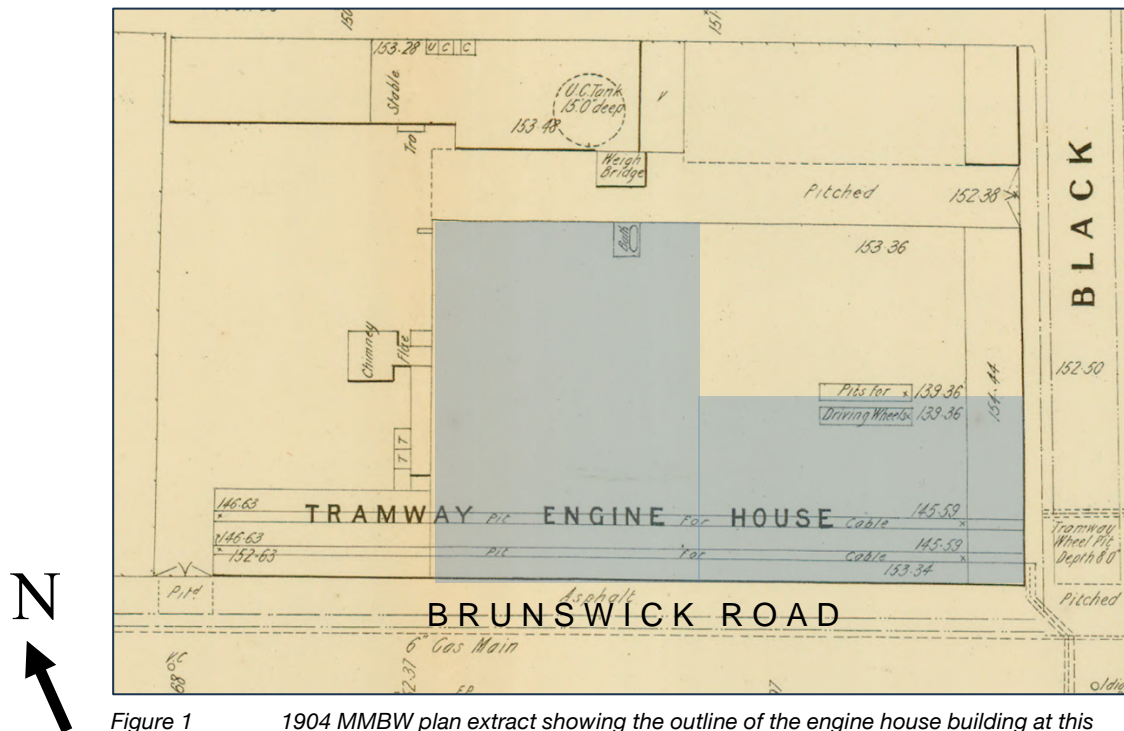 153·28 U C C
Stable
U.C.Tank
15'0" deep
V
153·48
Tro
Weigh
Bridge
Pitched
152·38
BLACK
Bath
153·36
Chimney
Flue
152·50
Pits for × 139·36
Driving Wheels× 139·36
154·44
T T
146·63
TRAMWAY ENGINE HOUSE
Pit For Cable
145·59
146·63
Pit For Cable
145·59
152·63
153·34
Tramway
Wheel Pit
Depth 8·0"
Pitched
Pitd
Asphalt
BRUNSWICK ROAD
6" Gas Main
N
V.C
Figure 1 1904 MMBW plan extract showing the outline of the engine house building at this